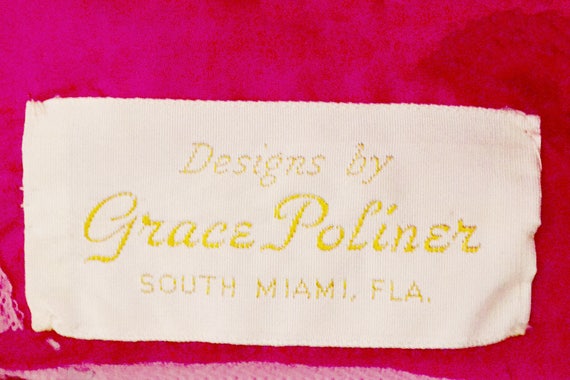 Designs by
Grace Poliner
SOUTH MIAMI, FLA.